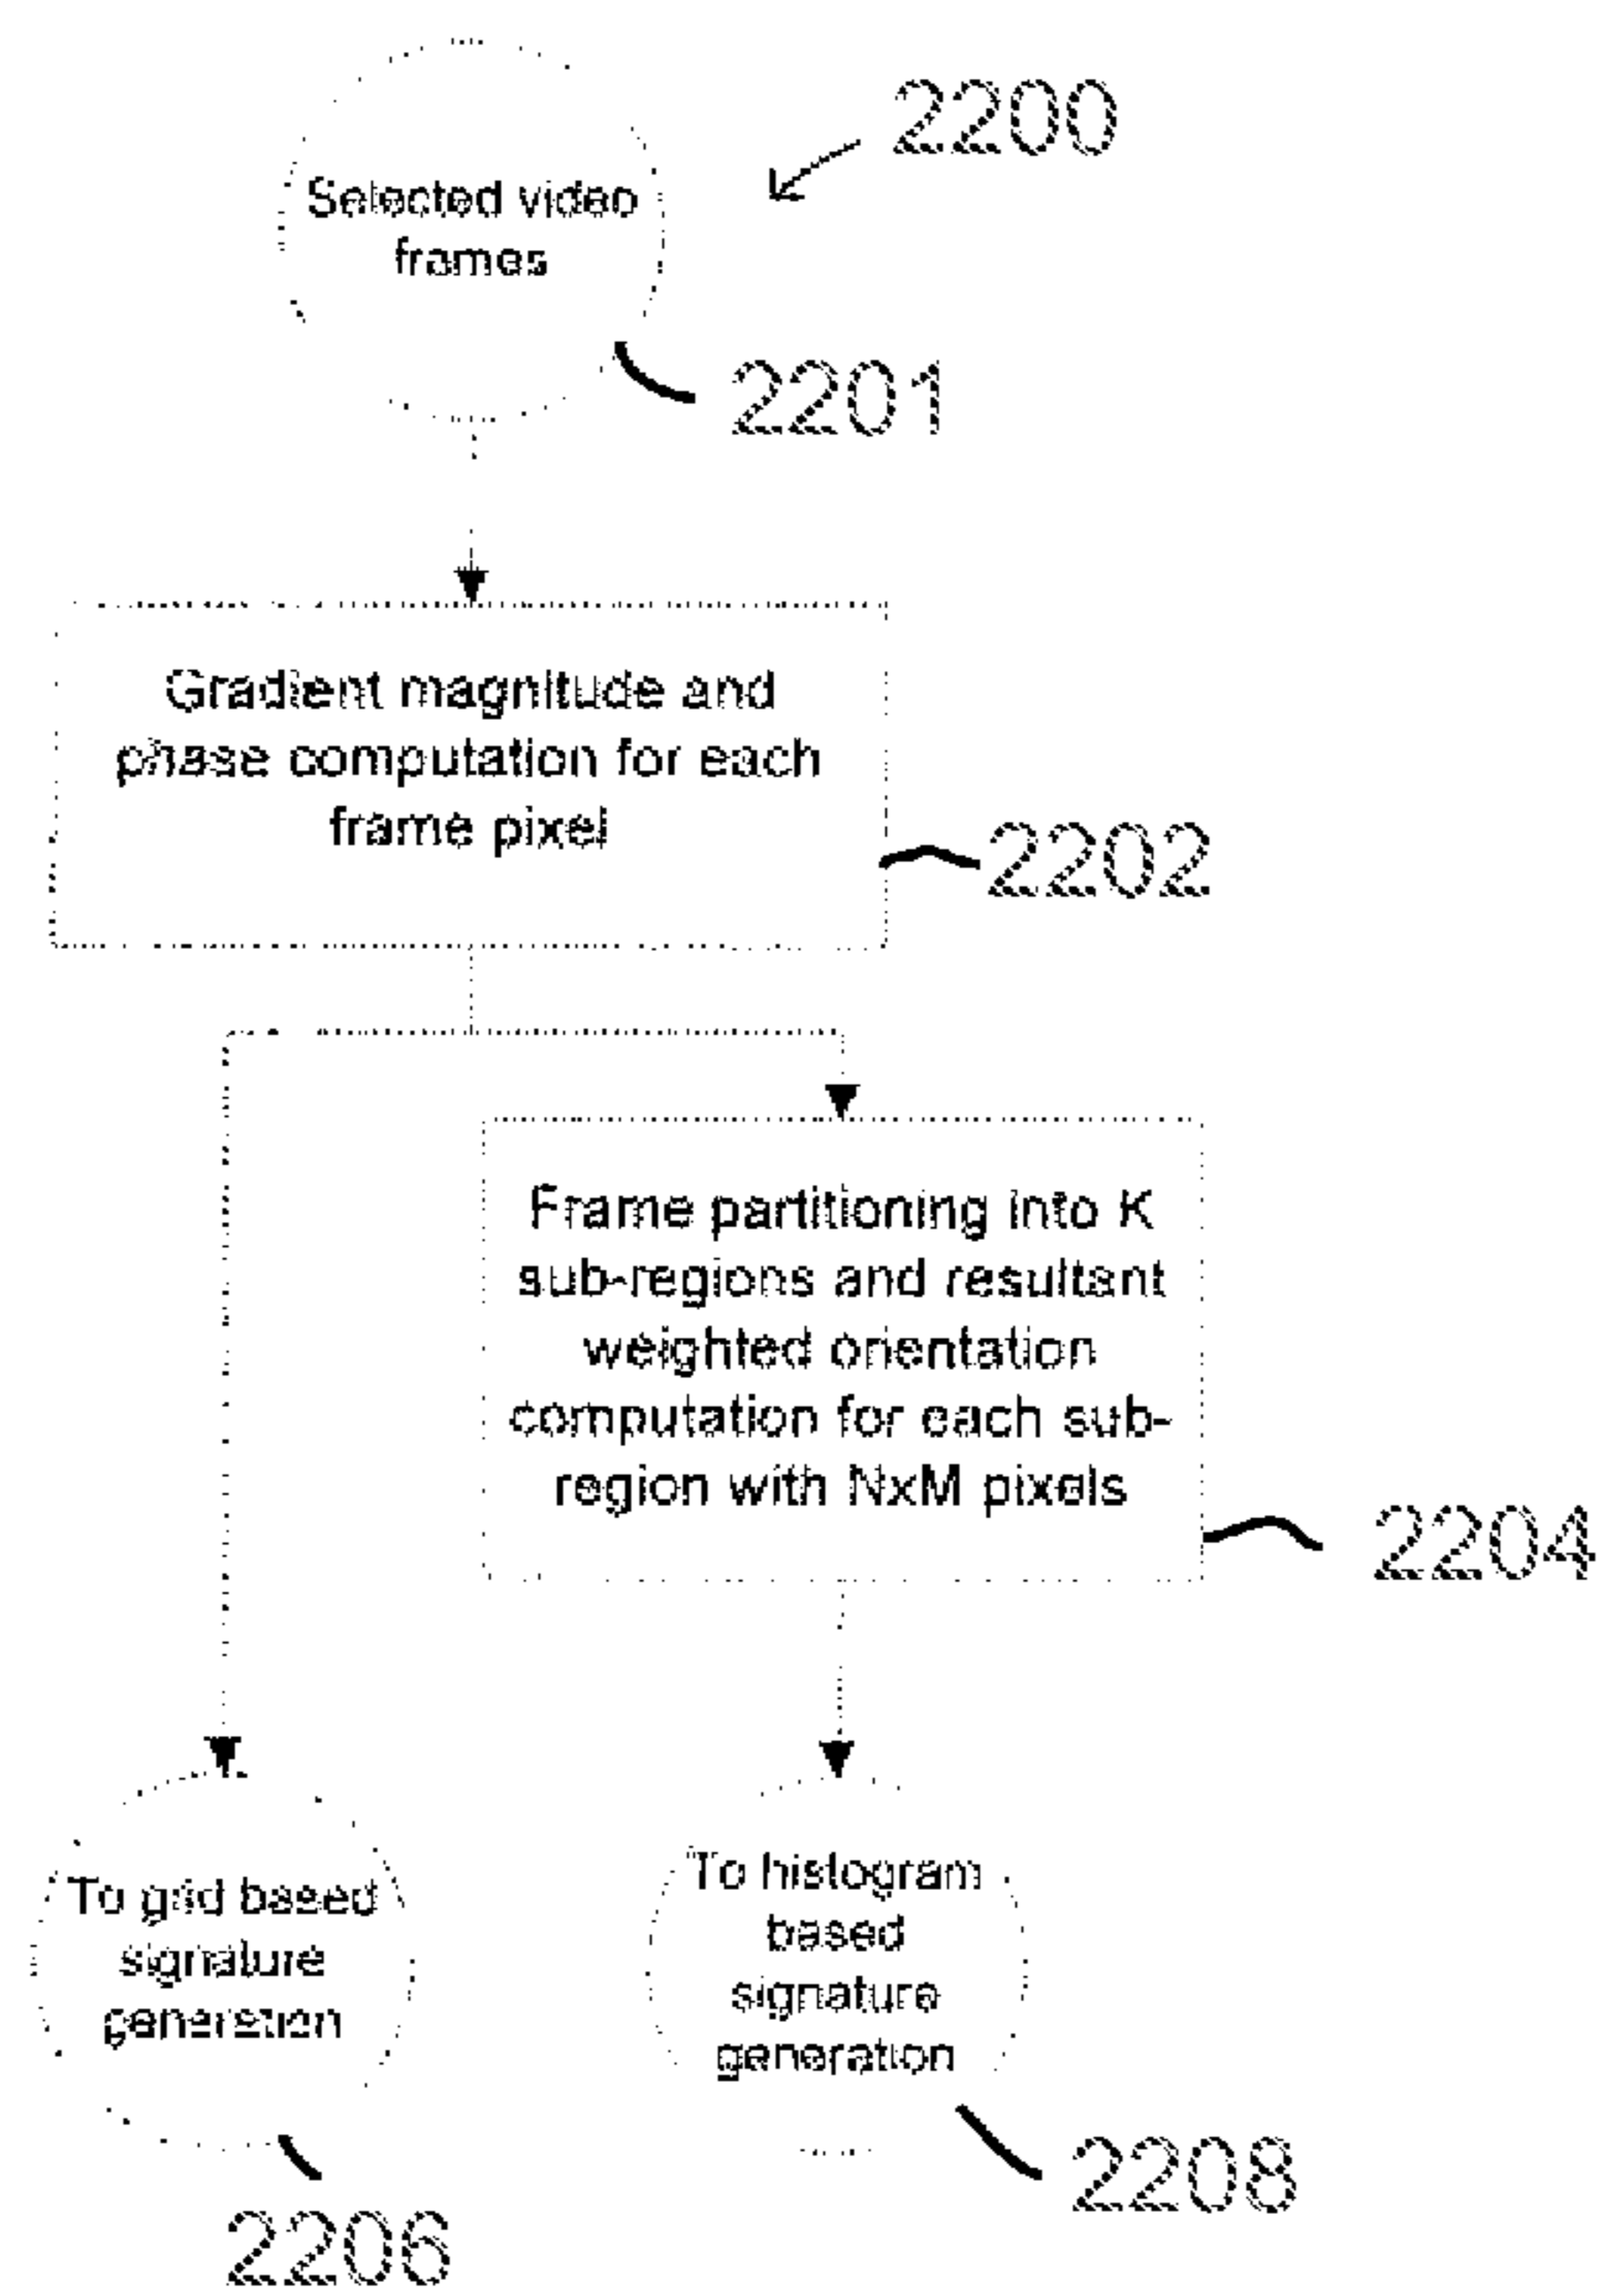 2200
Selected video
frames
2201
Gradient magnitude and
phase computation for each
frame pixel
2202
Frame partitioning into K
sub-regions and resultant
weighted orientation
computation for each sub-
region with NxM pixels
2204
To grid based
signature
generation
2206
To histogram
based
signature
generation
2208